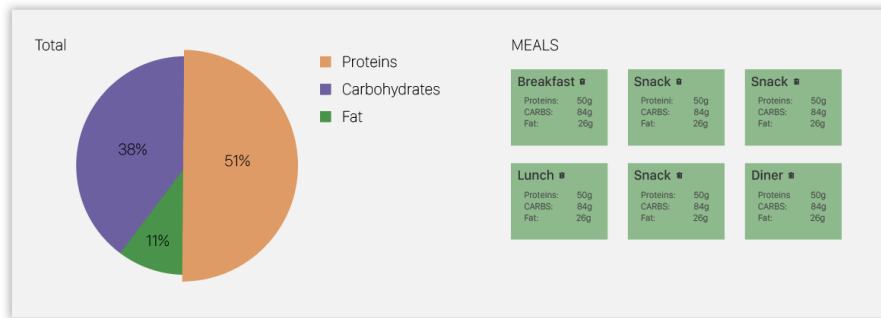 Total
Proteins
Carbohydrates
Fat
38%
51%
11%
MEALS
Breakfast
Proteins: 50g
CARBS: 84g
Fat: 26g
Snack
Proteini: 50g
CARBS: 84g
Fat: 26g
Snack
Proteins: 50g
CARBS: 84g
Fat: 26g
Lunch
Proteins: 50g
CARBS: 84g
Fat: 26g
Snack
Proteins: 50g
CARBS: 84g
Fat: 26g
Diner
Proteins 50g
CARBS: 84g
Fat: 26g